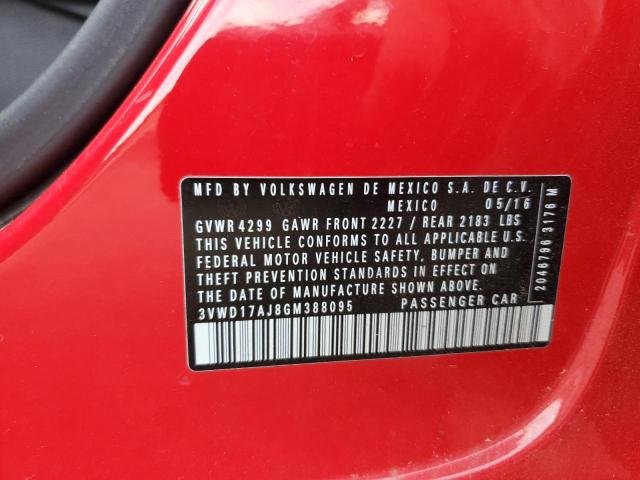 MFD BY VOLKSWAGEN DE MEXICO S.A. DE C.V.
MEXICO 05/16
GVWR 4299 GAWR FRONT 2227 / REAR 2183 LBS
THIS VEHICLE CONFORMS TO ALL APPLICABLE U.S.
FEDERAL MOTOR VEHICLE SAFETY, BUMPER AND
THEFT PREVENTION STANDARDS IN EFFECT ON
THE DATE OF MANUFACTURE SHOWN ABOVE.
3VWD17AJ8GM388095 PASSENGER CAR
2046796 3176 M